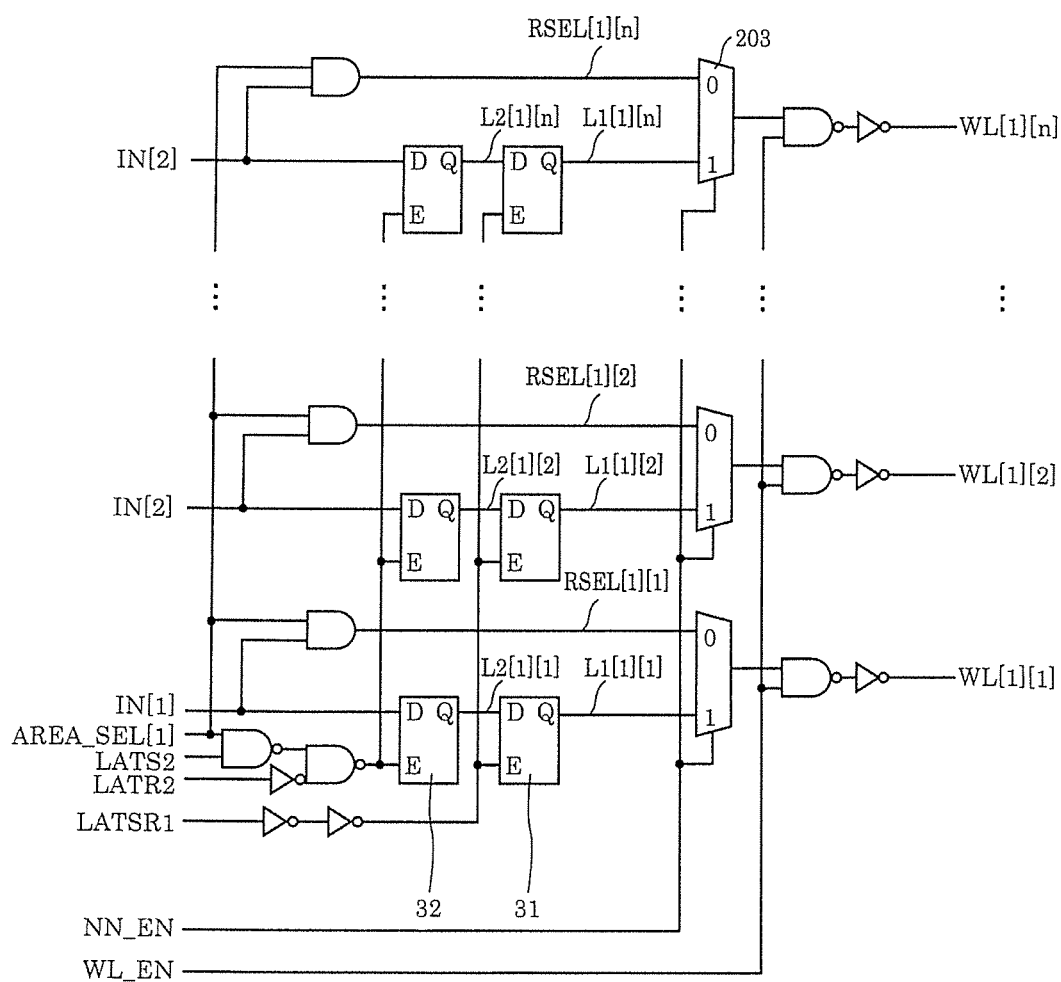 RSEL[1][n]
203
0
L2[1][n]
L1[1][n]
WL[1][n]
IN[2]
D Q
D Q
1
E
E
RSEL[1][2]
0
L2[1][2]
L1[1][2]
WL[1][2]
IN[2]
D Q
D Q
1
E
E
RSEL[1][1]
0
L2[1][1]
L1[1][1]
WL[1][1]
IN[1]
D Q
D Q
1
AREA_SEL[1]
LATS2
E
E
LATR2
LATSR1
32
31
NN_EN
WL_EN